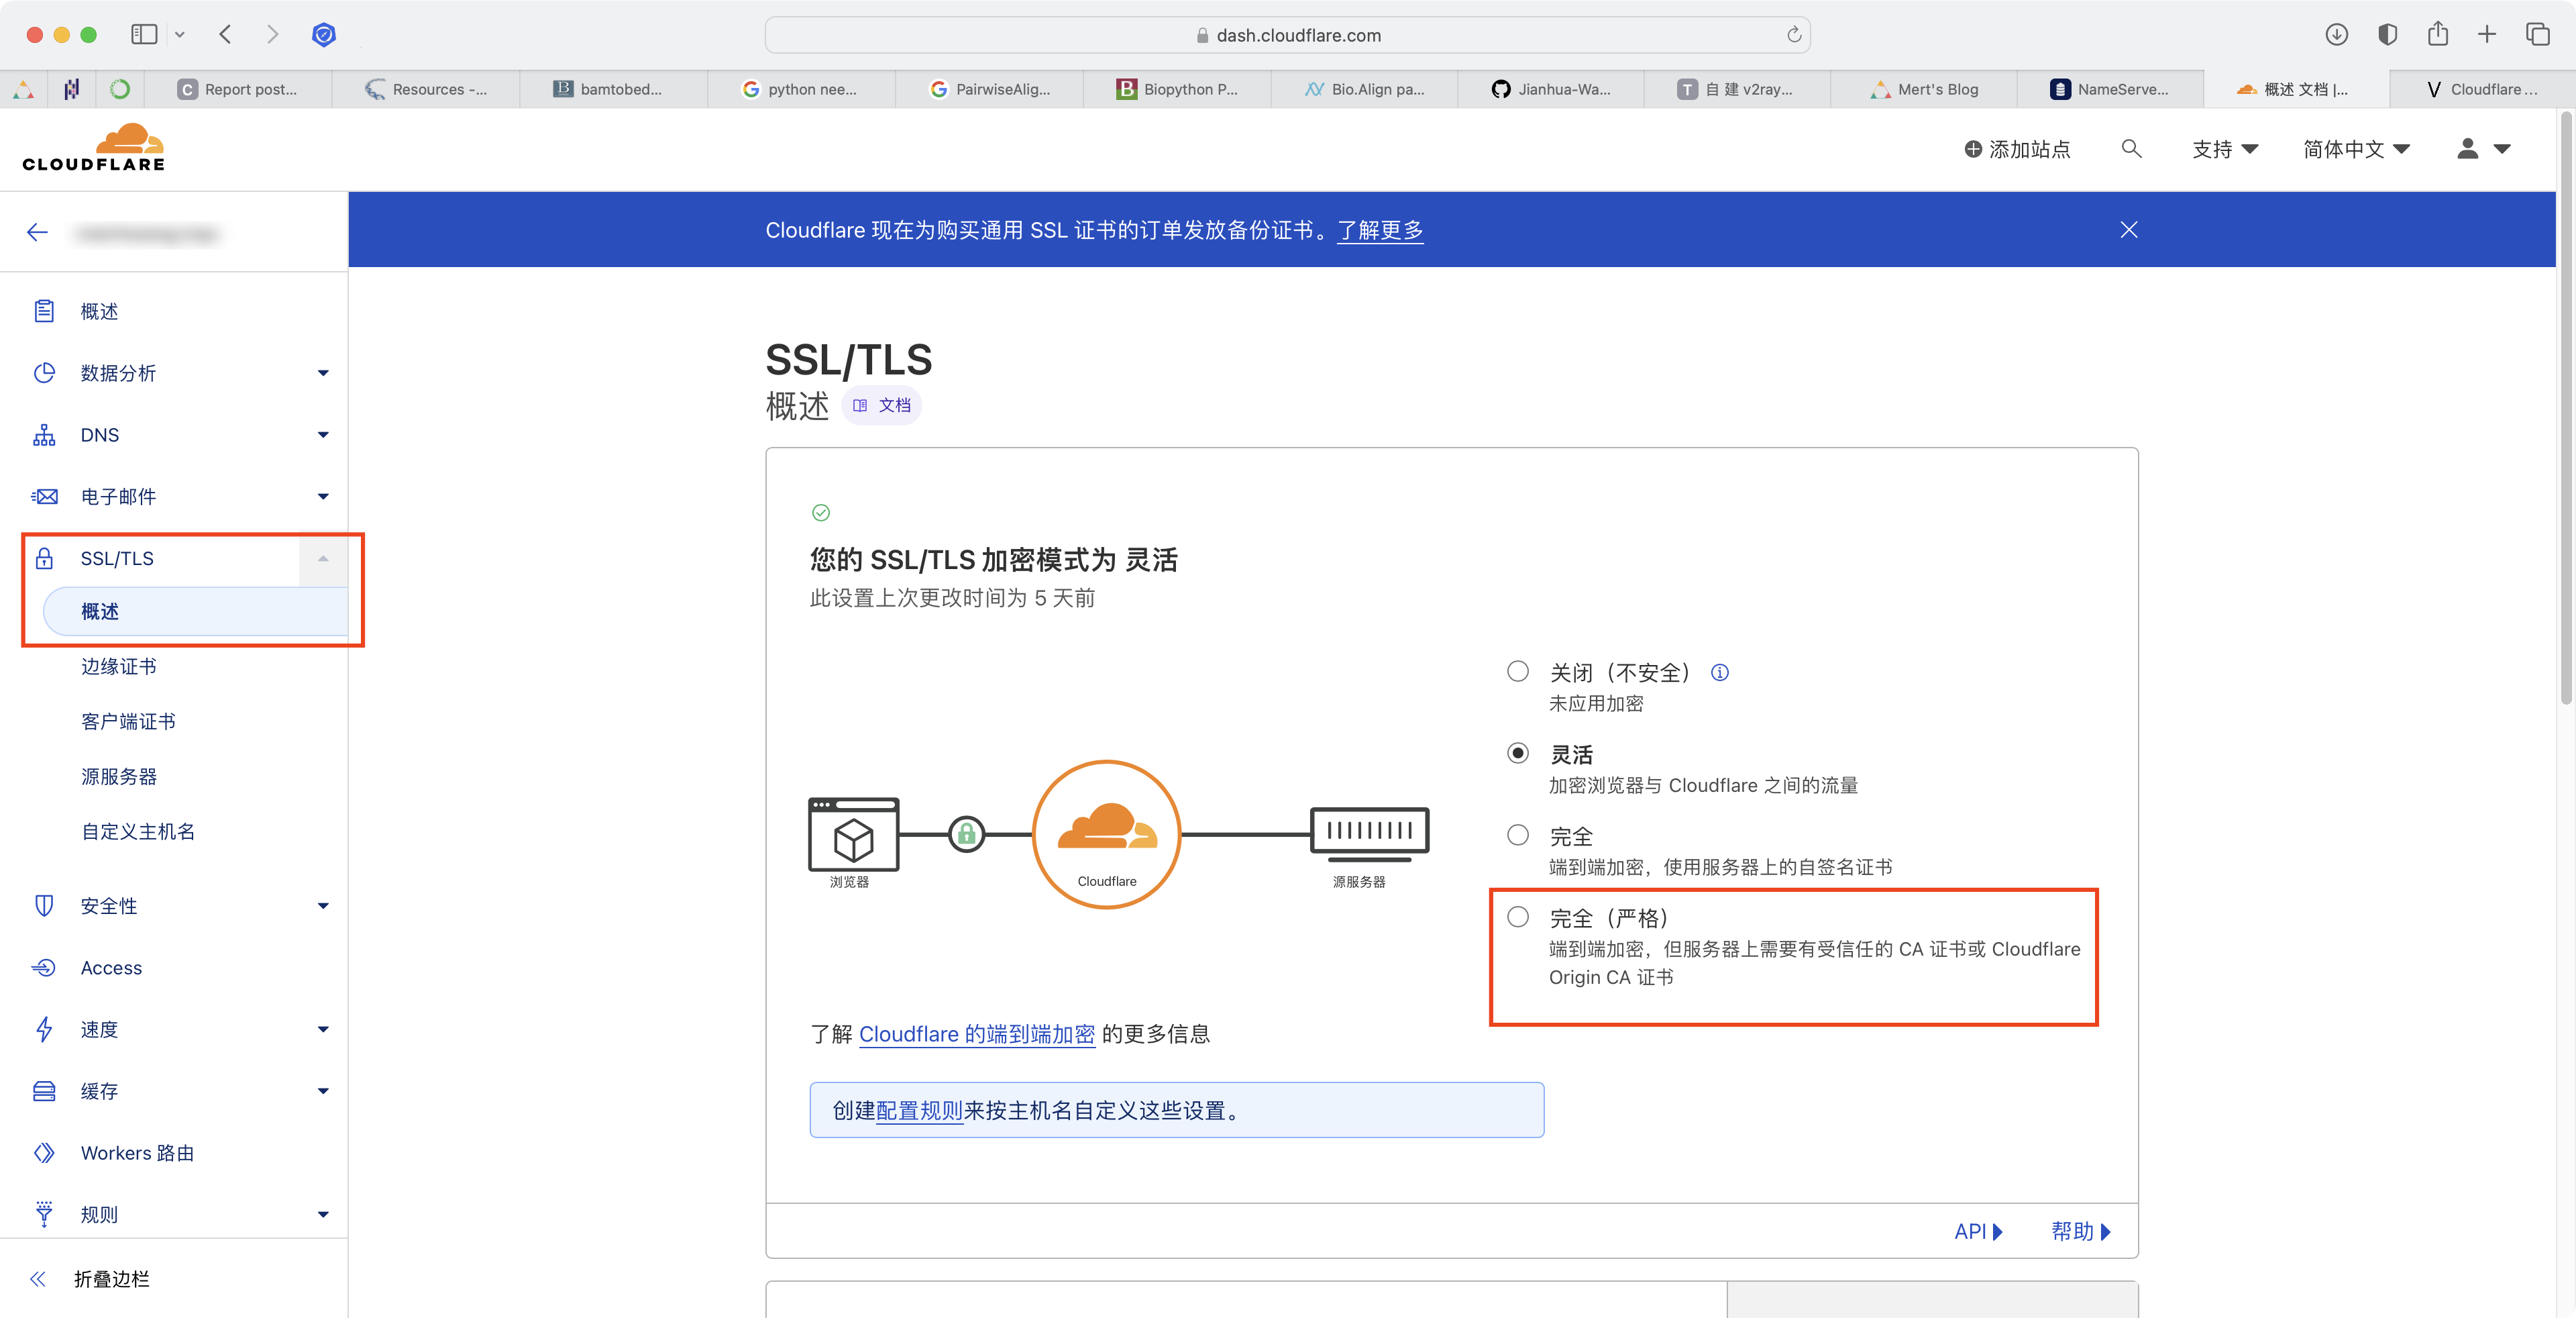 dash.cloudflare.com
Report post...
Resources -...
bamtobed...
python nee...
PairwiseAlig...
Biopython P...
Bio.Align pa...
Jianhua-Wa...
自 建 v2ray...
Mert's Blog
NameServe...
概述 文档 |...
Cloudflare ...
CLOUDFLARE
添加站点
支持
简体中文
Cloudflare 现在为购买通用 SSL 证书的订单发放备份证书。了解更多
概述
数据分析
DNS
电子邮件
SSL/TLS
概述
边缘证书
客户端证书
源服务器
自定义主机名
安全性
Access
速度
缓存
Workers 路由
规则
折叠边栏
SSL/TLS
概述
文档
您的 SSL/TLS 加密模式为 灵活
此设置上次更改时间为 5 天前
浏览器
Cloudflare
源服务器
关闭（不安全）
未应用加密
灵活
加密浏览器与 Cloudflare 之间的流量
完全
端到端加密，使用服务器上的自签名证书
完全（严格）
端到端加密，但服务器上需要有受信任的 CA 证书或 Cloudflare
Origin CA 证书
了解 Cloudflare 的端到端加密 的更多信息
创建配置规则来按主机名自定义这些设置。
API
帮助